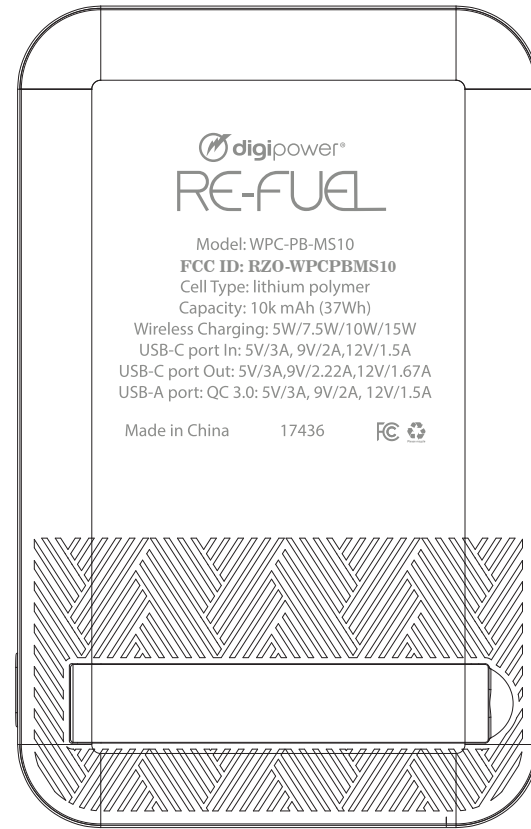 digipower®
RE-FUEL
Model: WPC-PB-MS10
FCC ID: RZO-WPCPBMS10
Cell Type: lithium polymer
Capacity: 10k mAh (37Wh)
Wireless Charging: 5W/7.5W/10W/15W
USB-C port In: 5V/3A, 9V/2A,12V/1.5A
USB-C port Out: 5V/3A,9V/2.22A,12V/1.67A
USB-A port: QC 3.0: 5V/3A, 9V/2A, 12V/1.5A
Made in China 17436 FC